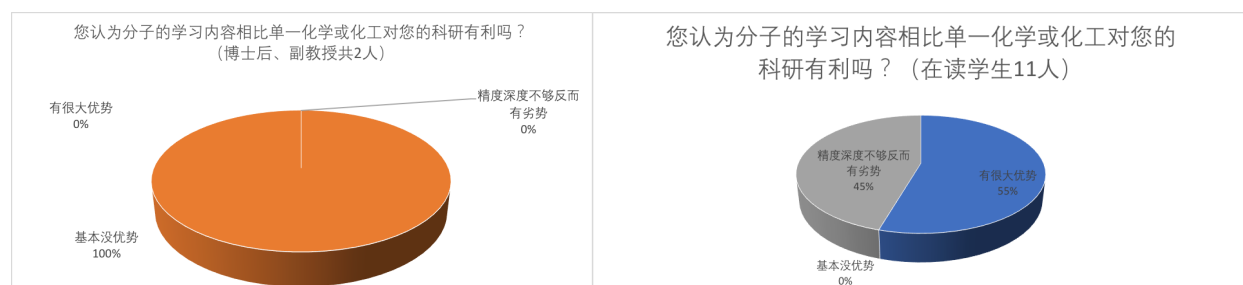 您认为分子的学习内容相比单一化学或化工对您的科研有利吗？
（博士后、副教授共2人）
有很大优势
0%
精度深度不够反而
有劣势
0%
基本没优势
100%
您认为分子的学习内容相比单一化学或化工对您的
科研有利吗？（在读学生11人）
精度深度不够反而
有劣势
45%
有很大优势
55%
基本没优势
0%